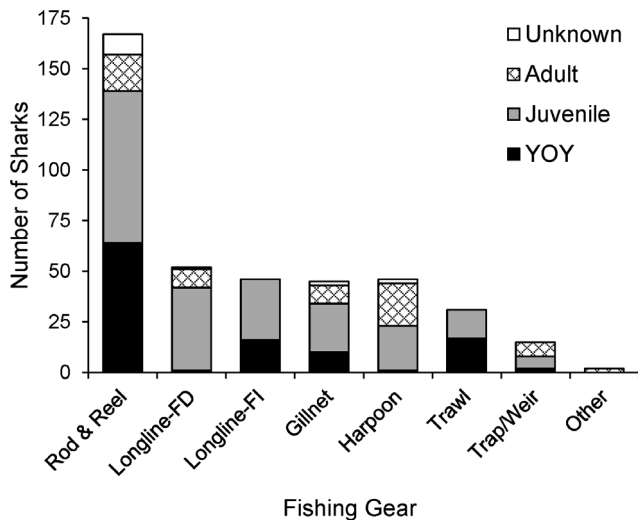 175
150
125
100
75
50
25
0
Number of Sharks
Unknown
Adult
Juvenile
YOY
Rod & Reel
Longline-FD
Longline-FI
Gillnet
Harpoon
Trawl
Trap/Weir
Other
Fishing Gear